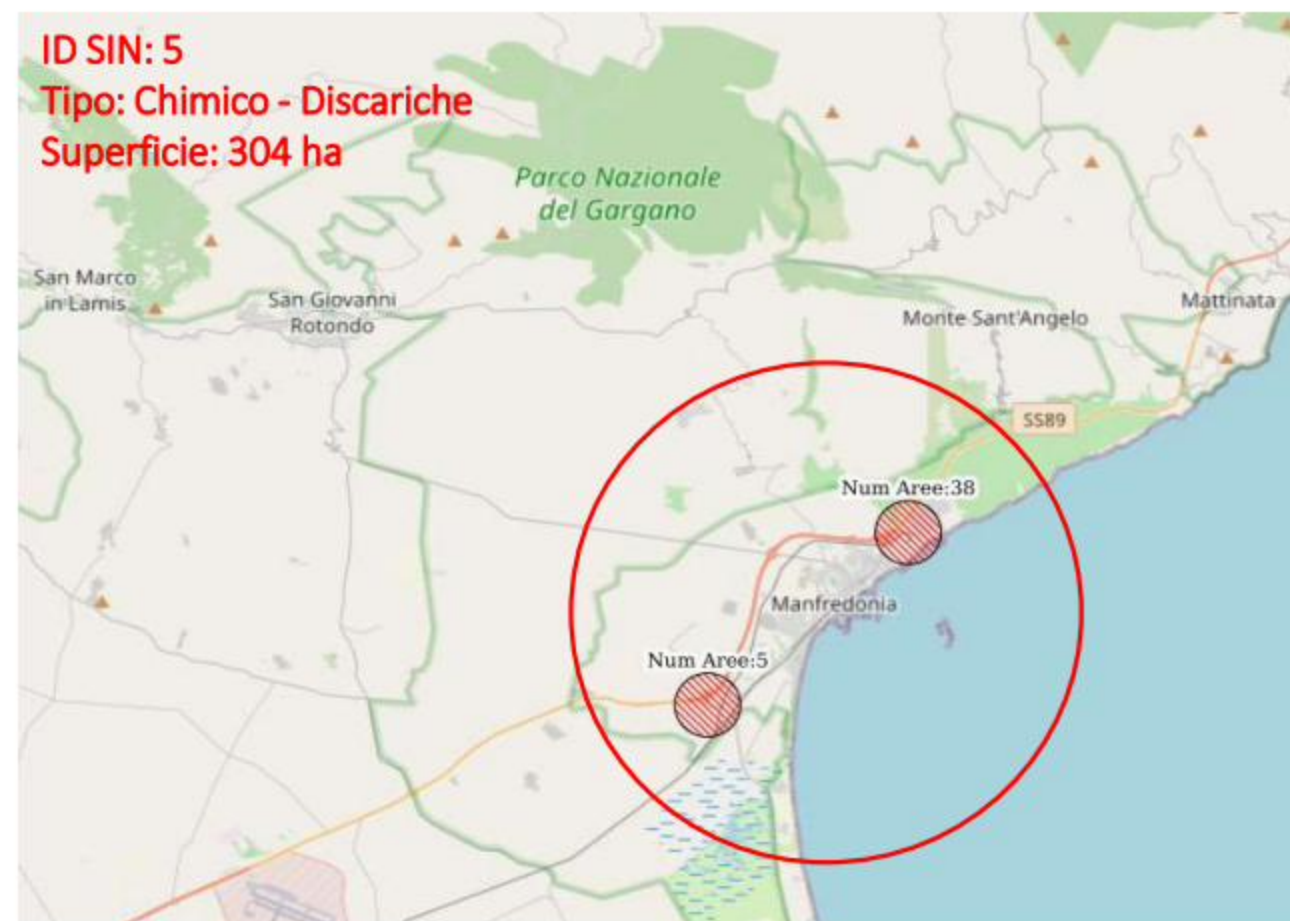 ID SIN: 5
Tipo: Chimico - Discariche
Superficie: 304 ha
Parco Nazionale
del Gargano
San Marco
in Lamis
San Giovanni
Rotondo
Monte Sant'Angelo
Mattinata
SS89
Num Aree:38
Manfredonia
Num Aree:5